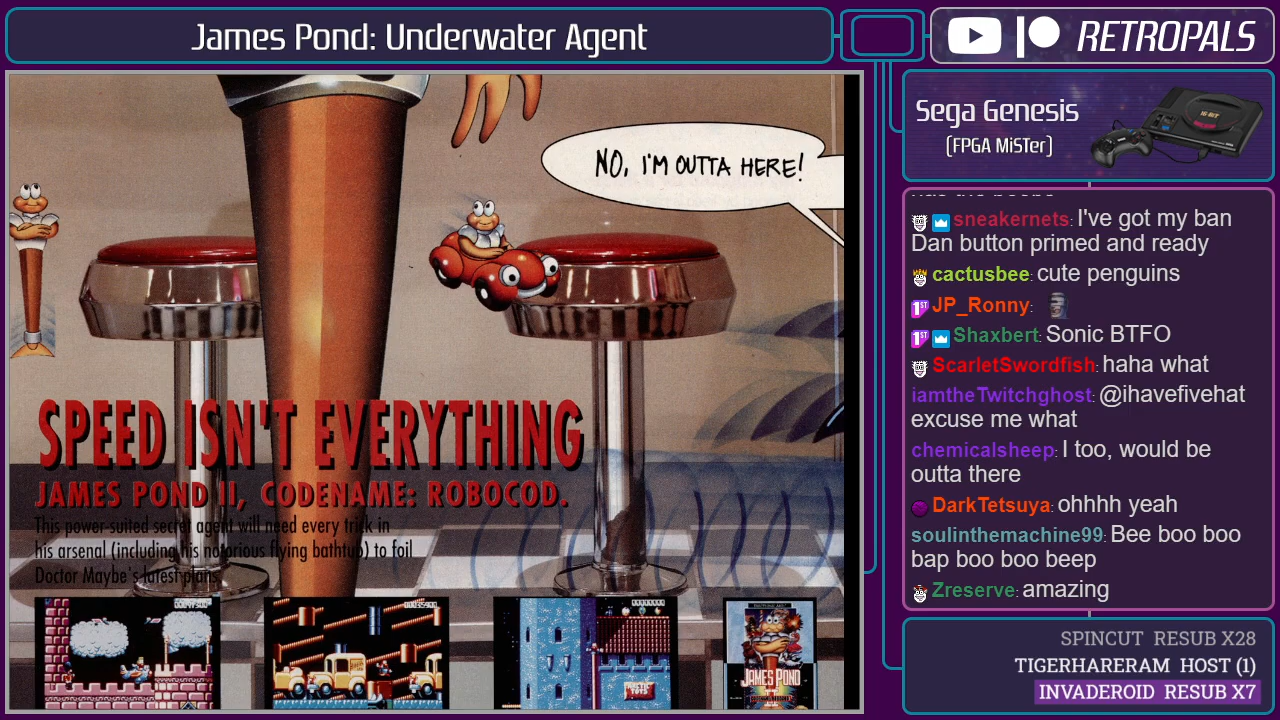 James Pond: Underwater Agent
RETROPALS
Sega Genesis
(FPGA MiSTer)
NO, I'M OUTTA HERE!
SPEED ISN'T EVERYTHING
JAMES POND II, CODENAME: ROBOCOD.
This power-suited secret agent will need every trick in
his arsenal (including his notorious flying bathtub) to foil
Doctor Maybe's latest plans.
JAMES POND
II
sneakernets: I've got my ban
Dan button primed and ready
cactusbee: cute penguins
1ST JP_Ronny:
1ST Shaxbert: Sonic BTFO
ScarletSwordfish: haha what
iamtheTwitchghost: @ihavefivehat
excuse me what
chemicalsheep: I too, would be
outta there
DarkTetsuya: ohhhh yeah
soulinthemachine99: Bee boo boo
bap boo boo beep
Zreserve: amazing
SPINCUT RESUB X28
TIGERHARERAM HOST (1)
INVADEROID RESUB X7